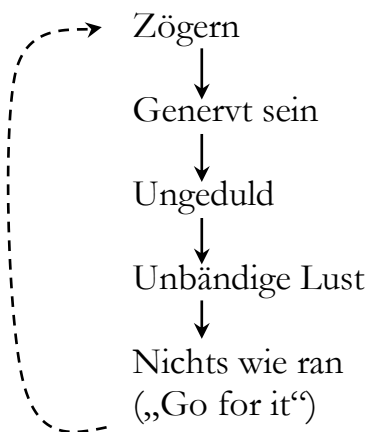 Zögern
Genervt sein
Ungeduld
Unbändige Lust
Nichts wie ran
(„Go for it“)